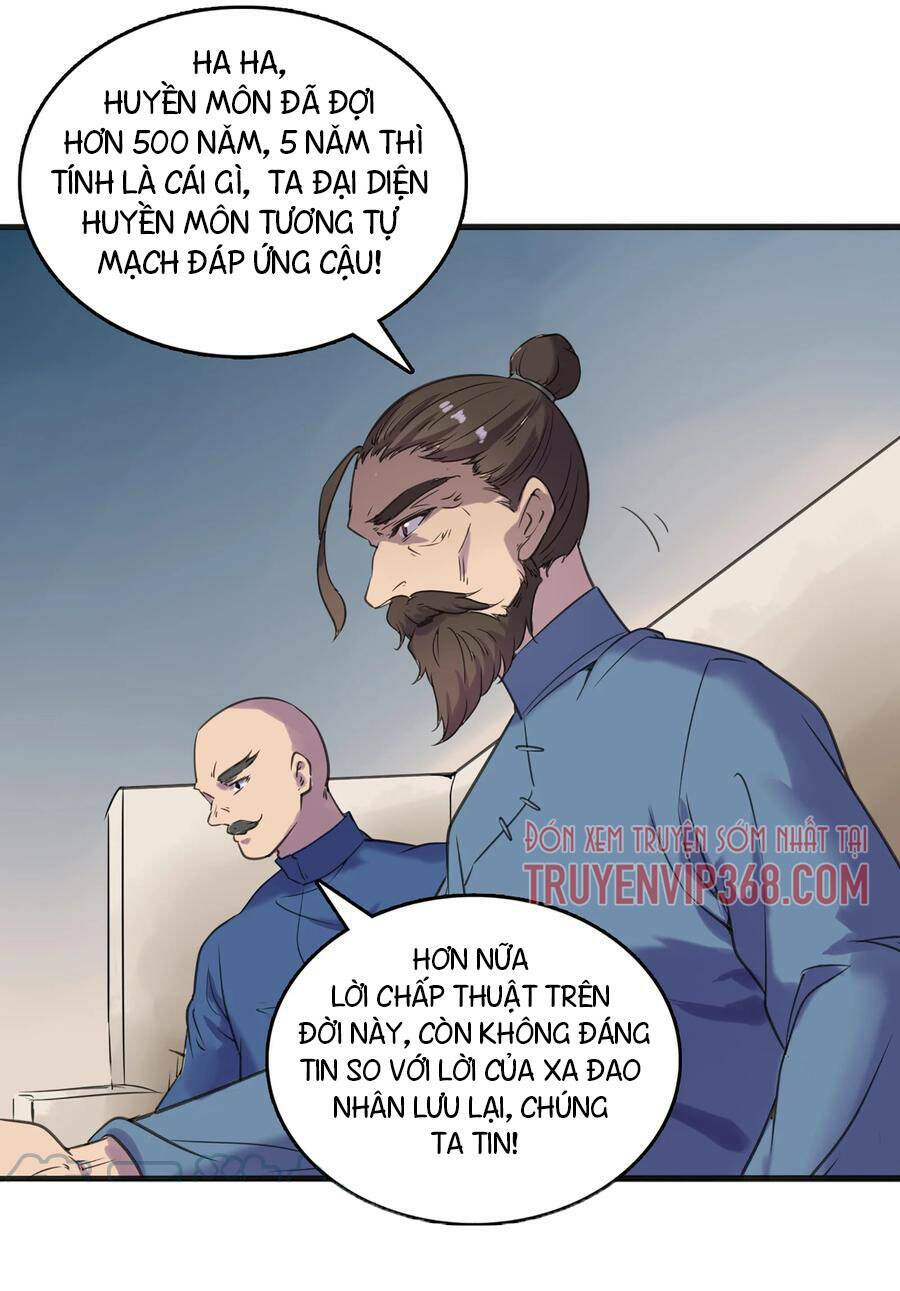 HA HA,
HUYỀN MÔN ĐÃ ĐỢI
HƠN 500 NĂM, 5 NĂM THÌ
TÍNH LÀ CÁI GÌ, TA ĐẠI DIỆN
HUYỀN MÔN TƯƠNG TỰ
MẠCH ĐÁP ỨNG CẬU!
ĐÓN XEM TRUYỆN SỚM NHẤT TẠI
TRUYENVIP368.COM
HƠN NỮA
LỜI CHẤP THUẬT TRÊN
ĐỜI NÀY, CÒN KHÔNG ĐÁNG
TIN SO VỚI LỜI CỦA XA ĐAO
NHÂN LƯU LẠI, CHÚNG
TA TIN!